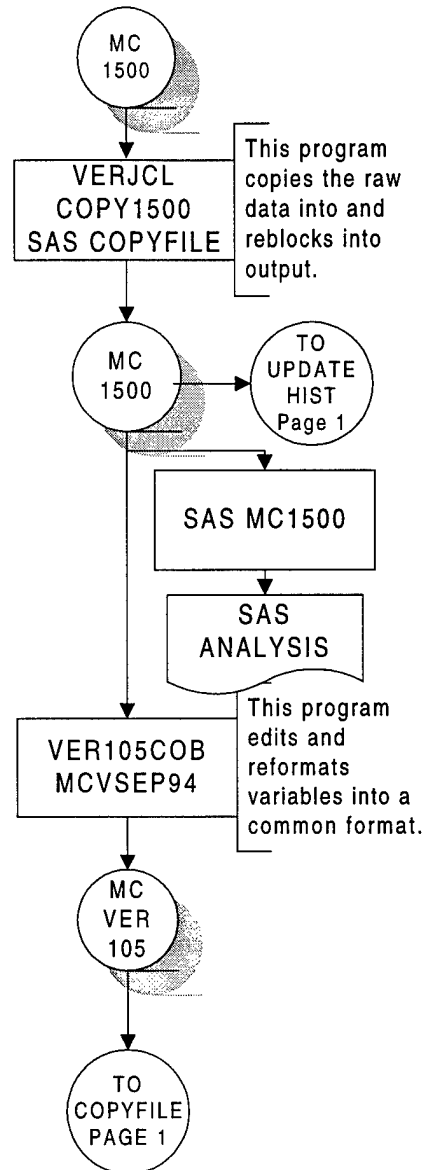 MC
1500
VERJCL
COPY1500
SAS COPYFILE
This program
copies the raw
data into and
reblocks into
output.
MC
1500
TO
UPDATE
HIST
Page 1
SAS MC1500
SAS
ANALYSIS
VER105COB
MCVSEP94
This program
edits and
reformats
variables into a
common format.
MC
VER
105
TO
COPYFILE
PAGE 1